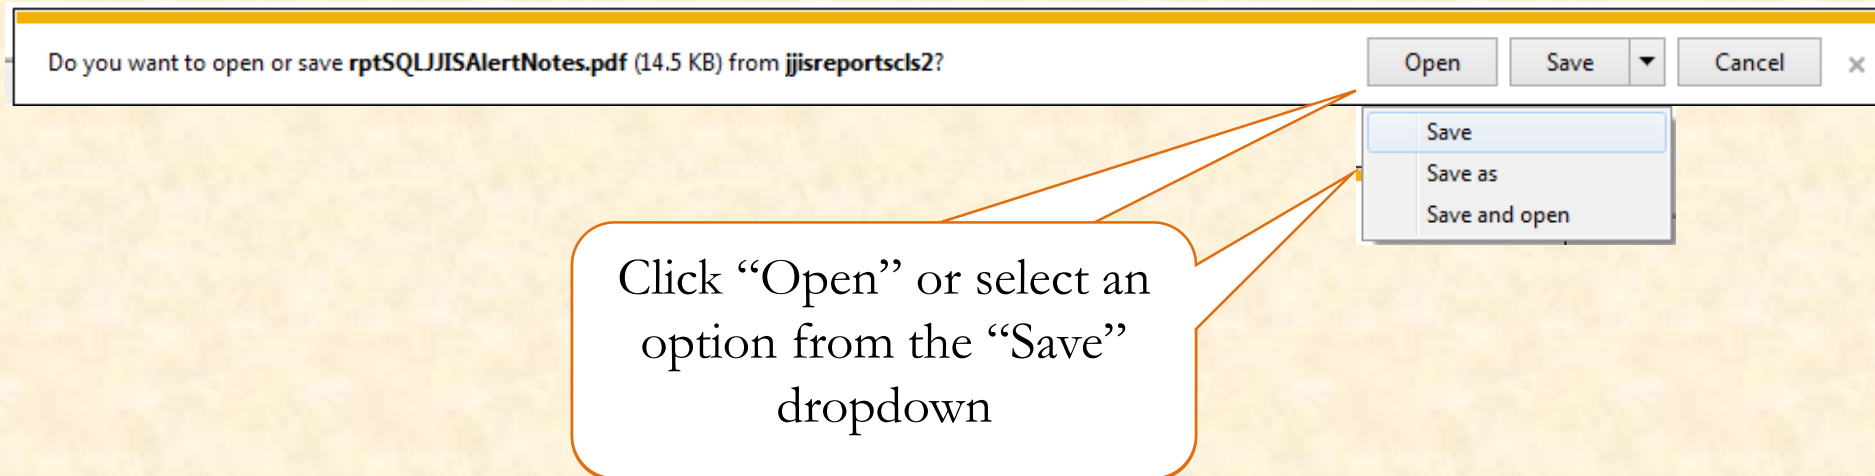 Do you want to open or save rptSQLJJISAlertNotes.pdf (14.5 KB) from jjisreportscls2?
Open
Save
Cancel
Save
Save as
Save and open
Click “Open” or select an
option from the “Save”
dropdown